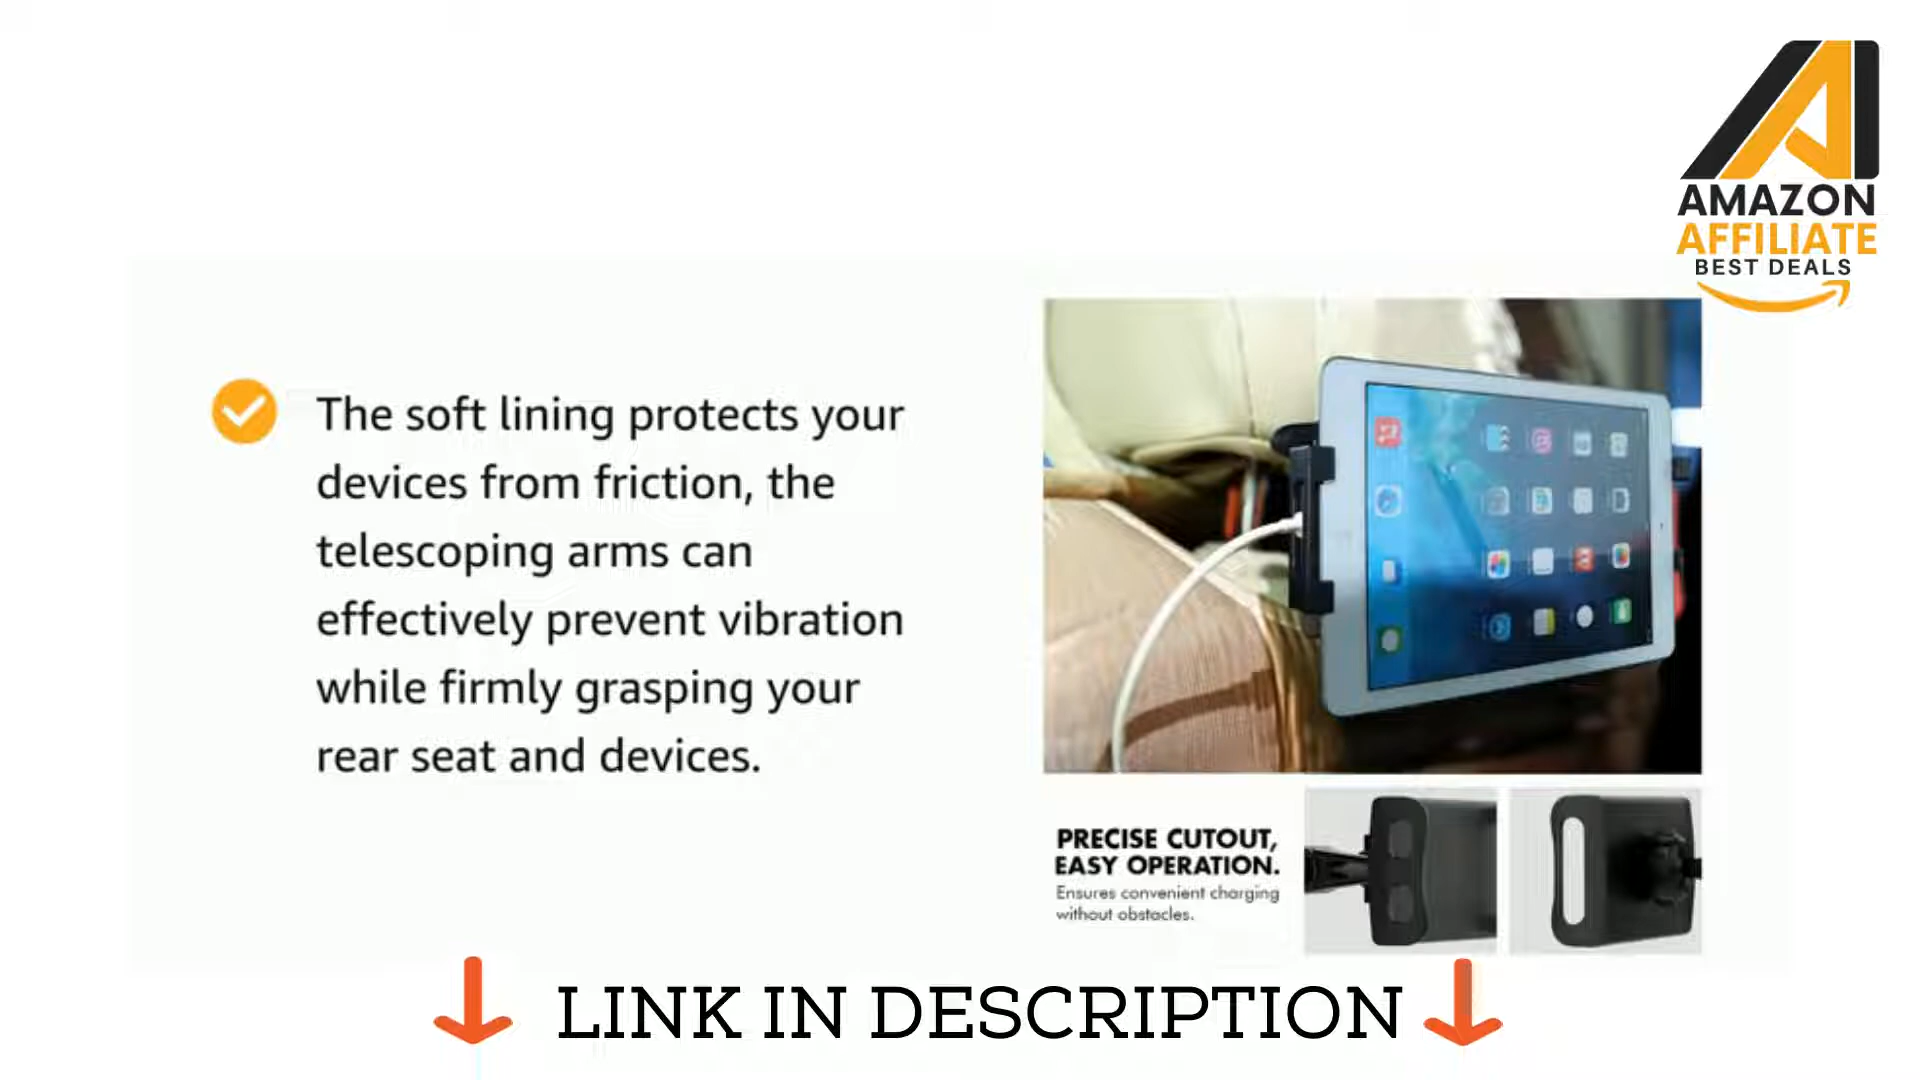 AMAZON
AFFILIATE
BEST DEALS
The soft lining protects your
devices from friction, the
telescoping arms can
effectively prevent vibration
while firmly grasping your
rear seat and devices.
PRECISE CUTOUT,
EASY OPERATION.
Ensures convenient charging
without obstacles.
LINK IN DESCRIPTION